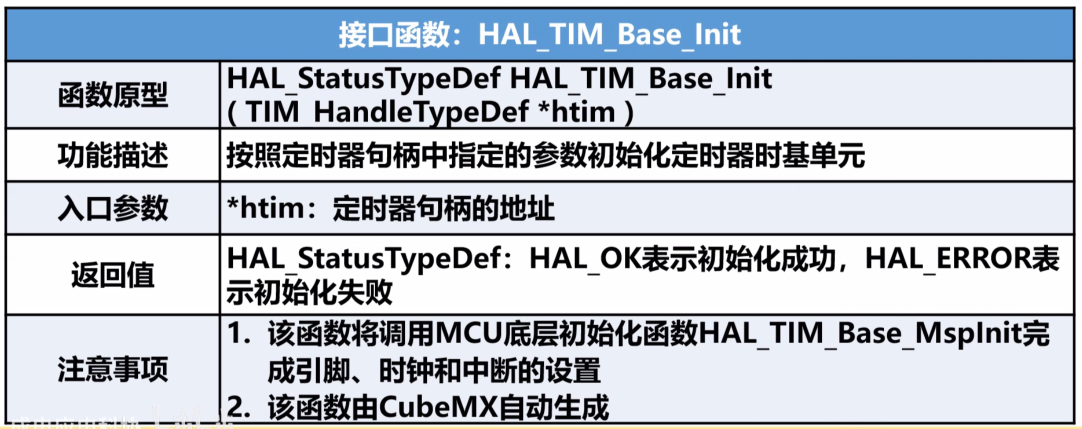 接口函数：HAL_TIM_Base_Init
函数原型
HAL_StatusTypeDef HAL_TIM_Base_Init
( TIM_HandleTypeDef *htim )
功能描述
按照定时器句柄中指定的参数初始化定时器时基单元
入口参数
*htim：定时器句柄的地址
返回值
HAL_StatusTypeDef：HAL_OK表示初始化成功，HAL_ERROR表
示初始化失败
注意事项
1. 该函数将调用MCU底层初始化函数HAL_TIM_Base_MspInit完
成引脚、时钟和中断的设置
2. 该函数由CubeMX自动生成